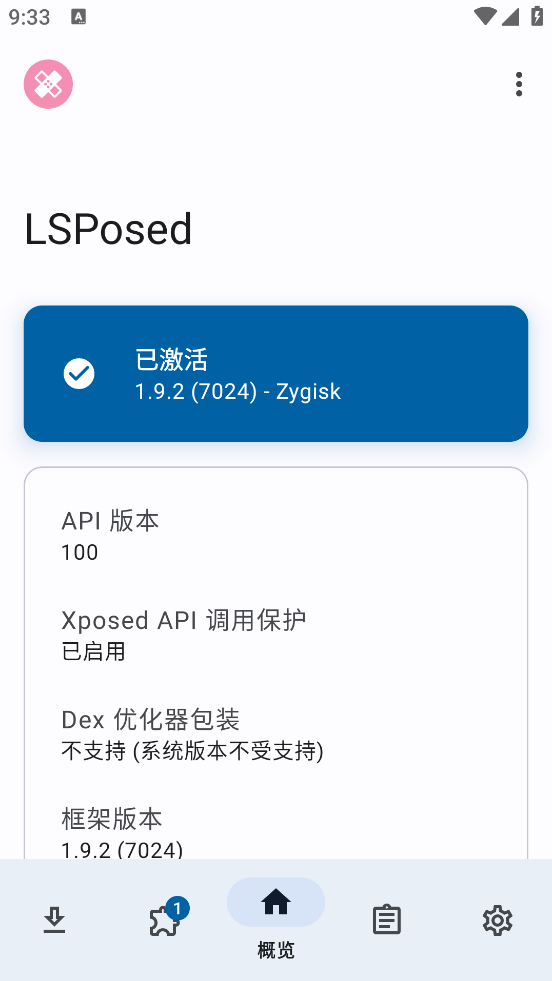 9:33
A
LSPosed
已激活
1.9.2 (7024) - Zygisk
API 版本
100
Xposed API 调用保护
已启用
Dex 优化器包装
不支持 (系统版本不受支持)
框架版本
1.9.2 (7024)
1
概览